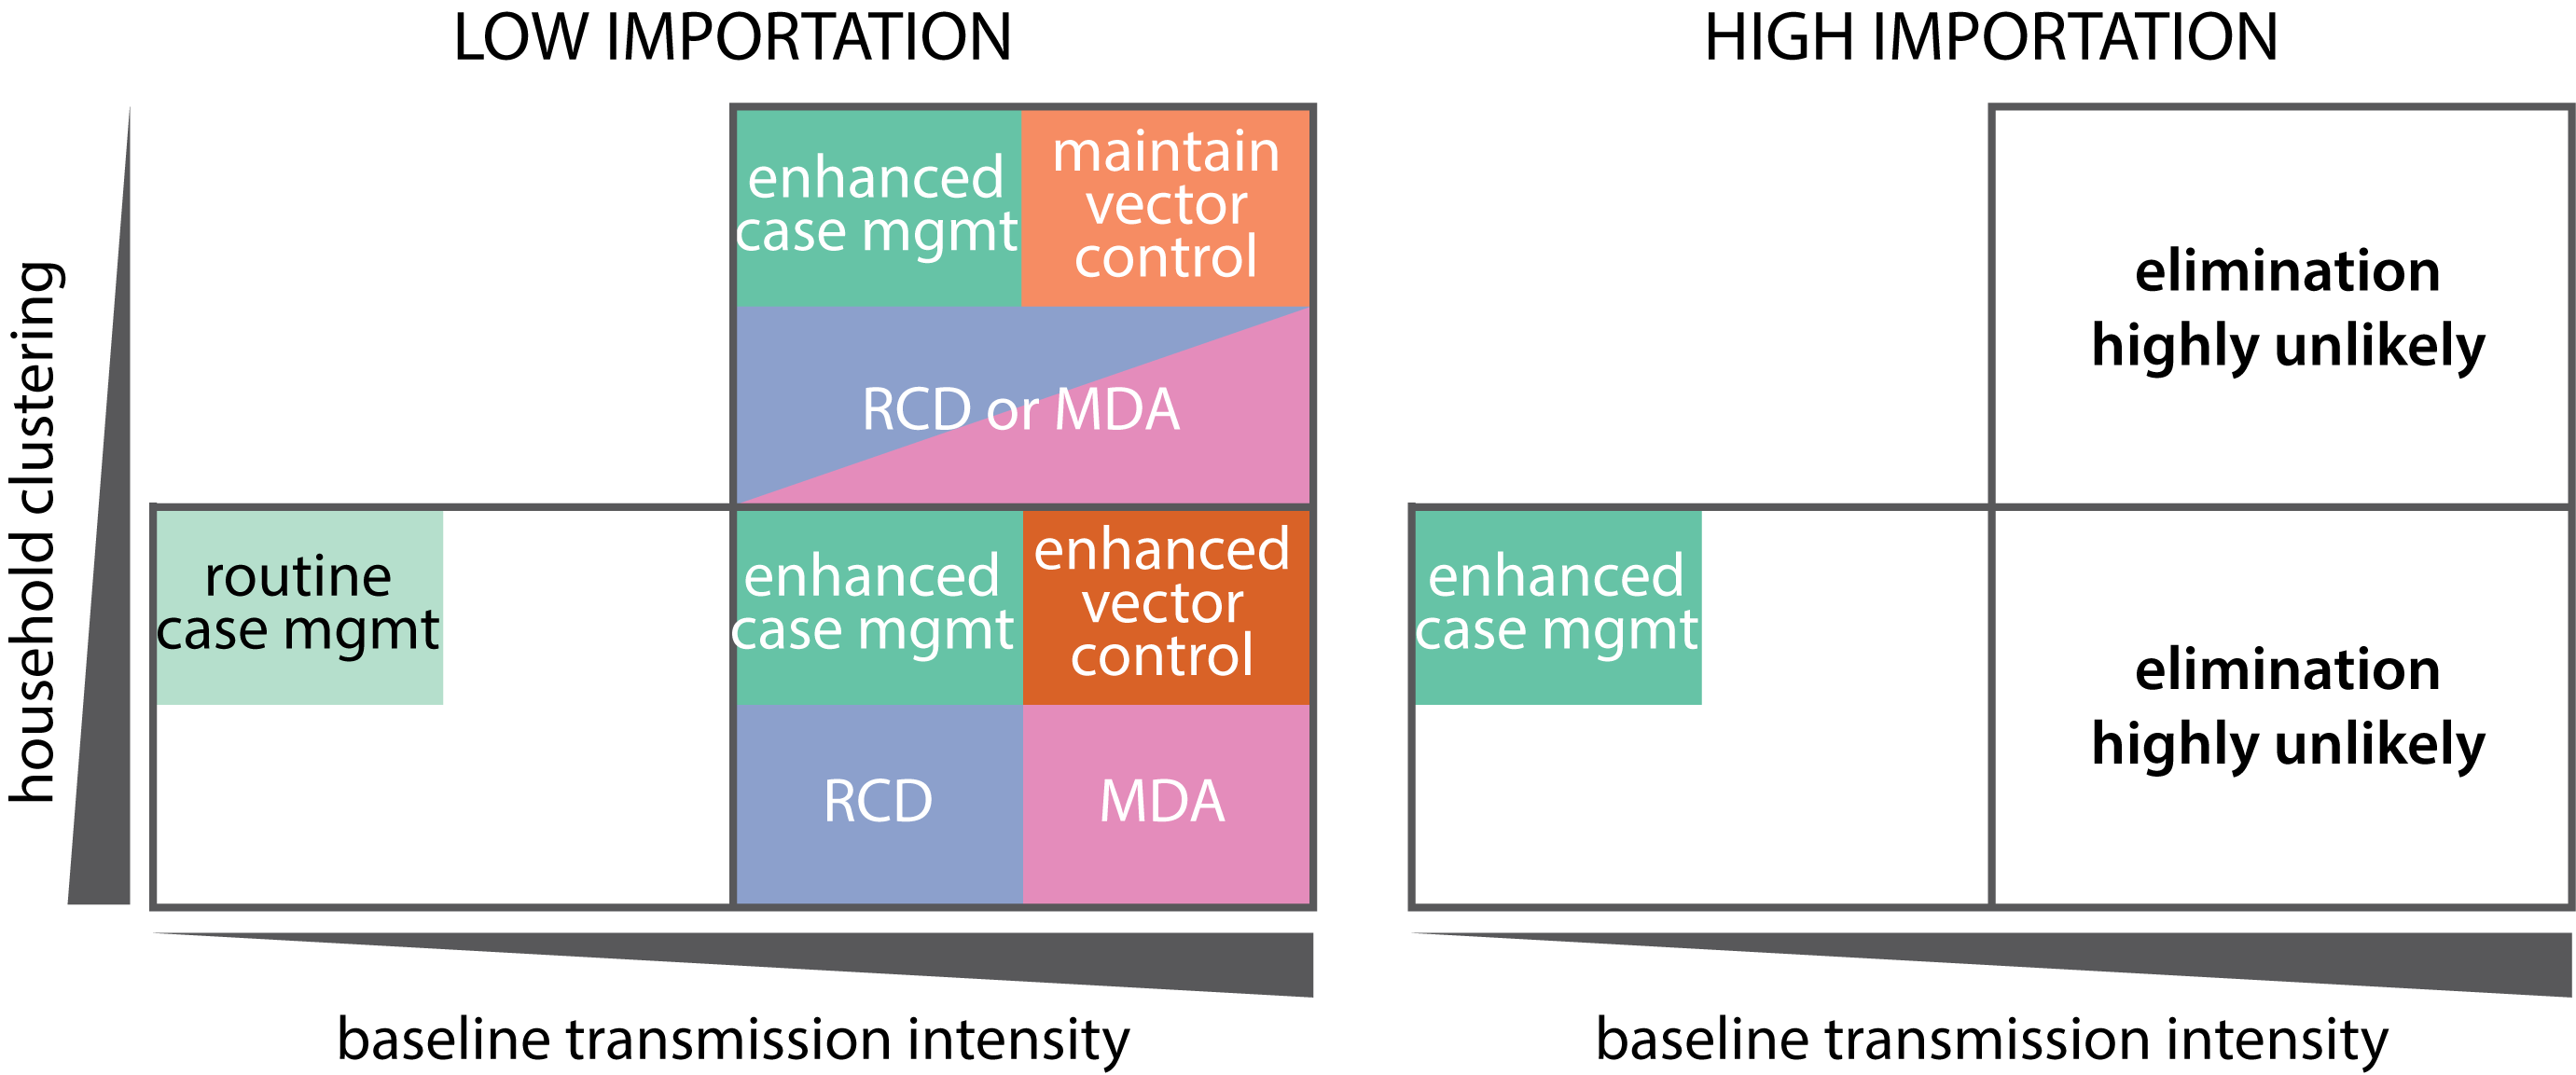 LOW IMPORTATION
HIGH IMPORTATION
household clustering
enhanced
case mgmt
maintain
vector
control
RCD or MDA
routine
case mgmt
enhanced
case mgmt
enhanced
vector
control
RCD
MDA
baseline transmission intensity
elimination
highly unlikely
enhanced
case mgmt
elimination
highly unlikely
baseline transmission intensity